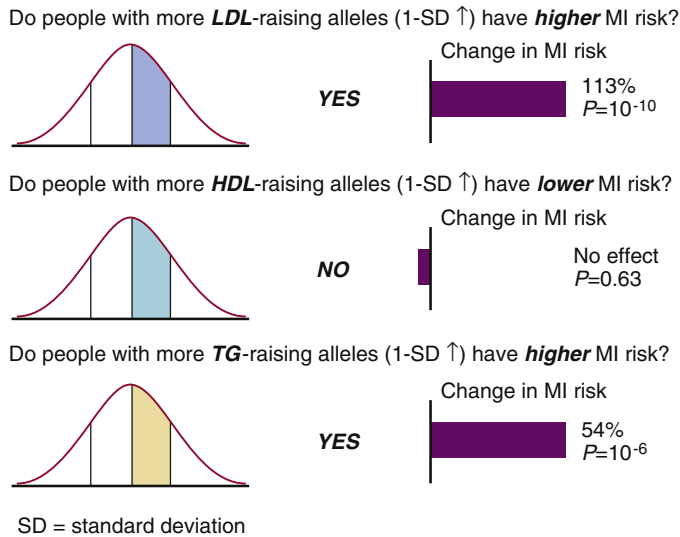 Do people with more LDL-raising alleles (1-SD ↑) have higher MI risk?
Change in MI risk
YES
113%
P=10-10
Do people with more HDL-raising alleles (1-SD ↑) have lower MI risk?
Change in MI risk
NO
No effect
P=0.63
Do people with more TG-raising alleles (1-SD ↑) have higher MI risk?
Change in MI risk
YES
54%
P=10-6
SD = standard deviation